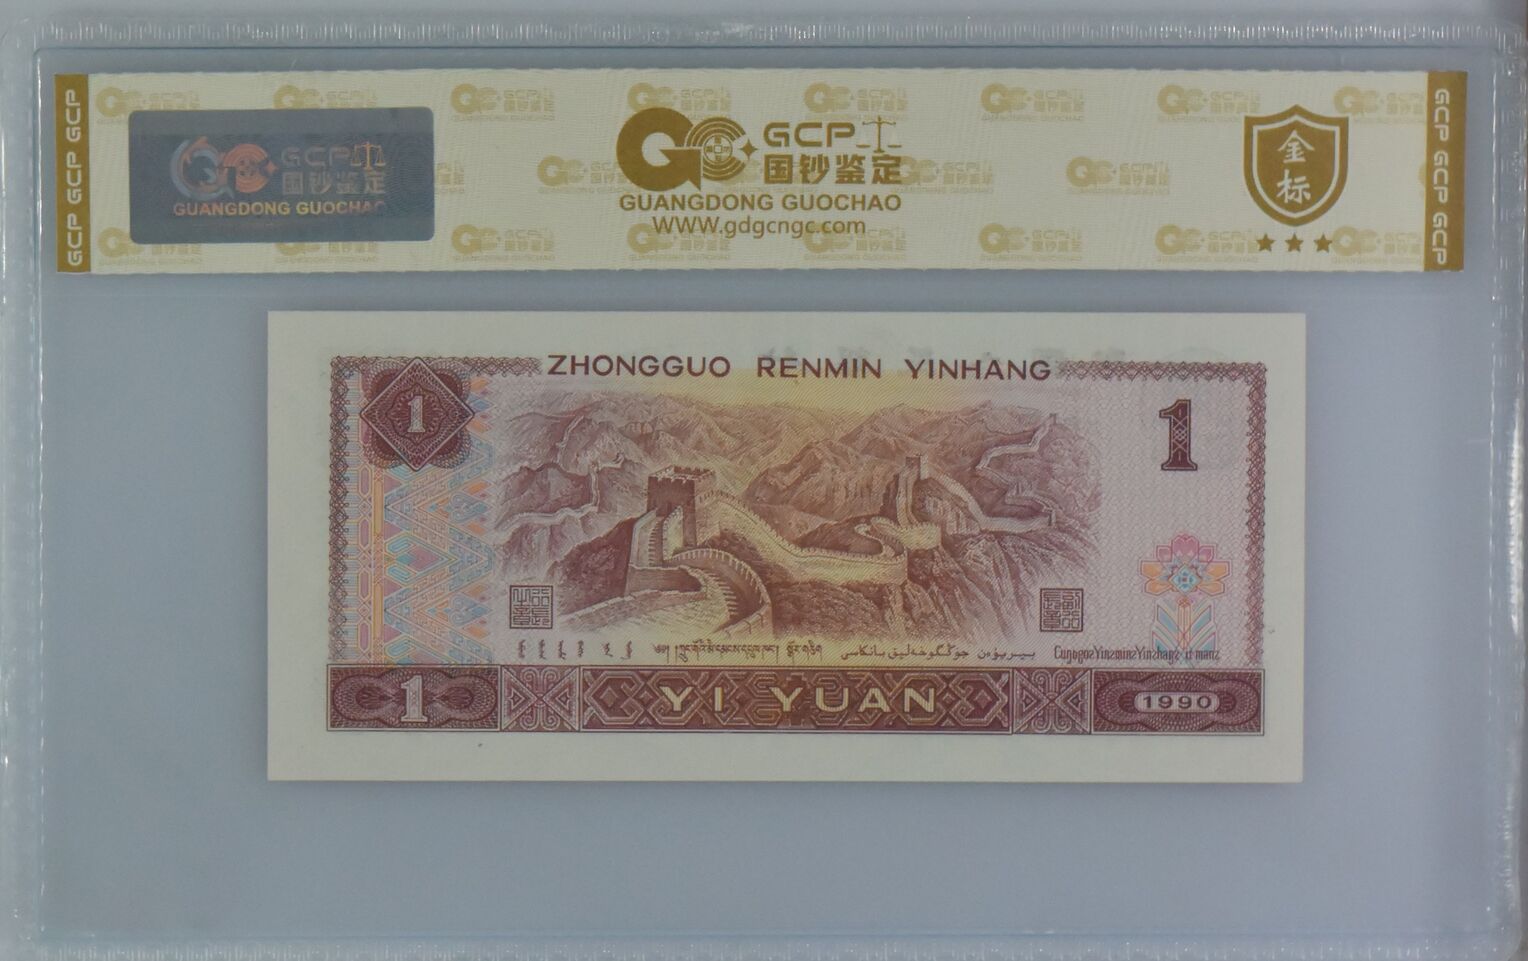 GCP GCP GCP
GCP
国钞鉴定
GUANGDONG GUOCHAO
GCP
国钞鉴定
GUANGDONG GUOCHAO
WWW.gdgcngc.com
金标
GCP GCP GCP
ZHONGGUO RENMIN YINHANG
1
1
1
YI YUAN
1990